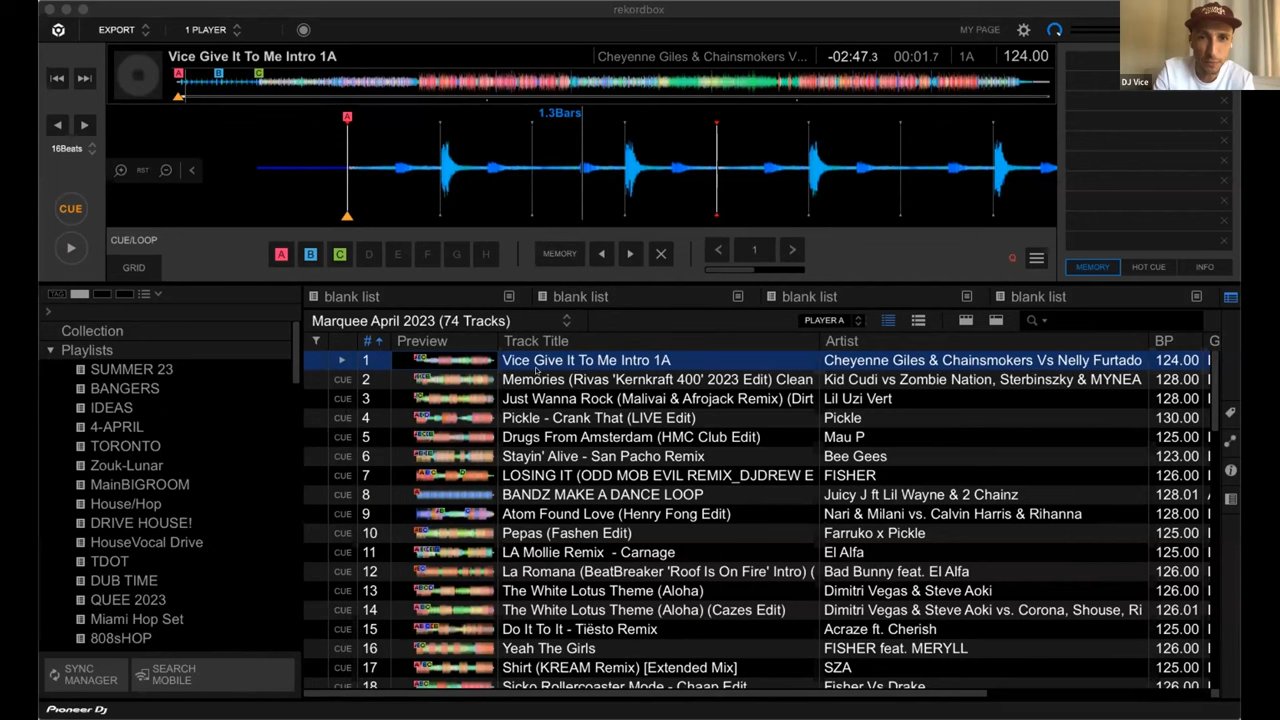 rekordbox
EXPORT 1 PLAYER MY PAGE
DJ Vice
Vice Give It To Me Intro 1A Cheyenne Giles & Chainsmokers V... -02:47.3 00:01.7 1A 124.00
A B C
1.3Bars
A
16Beats
RST
CUE
CUE/LOOP
GRID
A B C D E F G H MEMORY 1 Q
MEMORY HOT CUE INFO
TAG
blank list blank list blank list blank list
Marquee April 2023 (74 Tracks) PLAYER A
Collection
Playlists
SUMMER 23
BANGERS
IDEAS
4-APRIL
TORONTO
Zouk-Lunar
MainBIGROOM
House/Hop
DRIVE HOUSE!
HouseVocal Drive
TDOT
DUB TIME
QUEE 2023
Miami Hop Set
808sHOP
SYNC MANAGER
SEARCH MOBILE
# Preview Track Title Artist BP G
1 Vice Give It To Me Intro 1A Cheyenne Giles & Chainsmokers Vs Nelly Furtado 124.00
CUE 2 Memories (Rivas 'Kernkraft 400' 2023 Edit) Clean Kid Cudi vs Zombie Nation, Sterbinszky & MYNEA 128.00
CUE 3 Just Wanna Rock (Malivai & Afrojack Remix) (Dirt Lil Uzi Vert 128.00
CUE 4 Pickle - Crank That (LIVE Edit) Pickle 130.00
CUE 5 Drugs From Amsterdam (HMC Club Edit) Mau P 125.00
CUE 6 Stayin' Alive - San Pacho Remix Bee Gees 123.00
CUE 7 LOSING IT (ODD MOB EVIL REMIX_DJDREW E FISHER 126.00
CUE 8 BANDZ MAKE A DANCE LOOP Juicy J ft Lil Wayne & 2 Chainz 128.01
CUE 9 Atom Found Love (Henry Fong Edit) Nari & Milani vs. Calvin Harris & Rihanna 128.00
CUE 10 Pepas (Fashen Edit) Farruko x Pickle 125.00
CUE 11 LA Mollie Remix - Carnage El Alfa 125.00
CUE 12 La Romana (BeatBreaker 'Roof Is On Fire' Intro) ( Bad Bunny feat. El Alfa 126.00
CUE 13 The White Lotus Theme (Aloha) Dimitri Vegas & Steve Aoki 125.00
CUE 14 The White Lotus Theme (Aloha) (Cazes Edit) Dimitri Vegas & Steve Aoki vs. Corona, Shouse, Ri 126.01
CUE 15 Do It To It - Tiësto Remix Acraze ft. Cherish 125.00
CUE 16 Yeah The Girls FISHER feat. MERYLL 125.00
CUE 17 Shirt (KREAM Remix) [Extended Mix] SZA 125.00
CUE 18 Sicko Rollercoaster Mode - Chaap Edit Fisher Vs Drake 126.00
Pioneer Dj